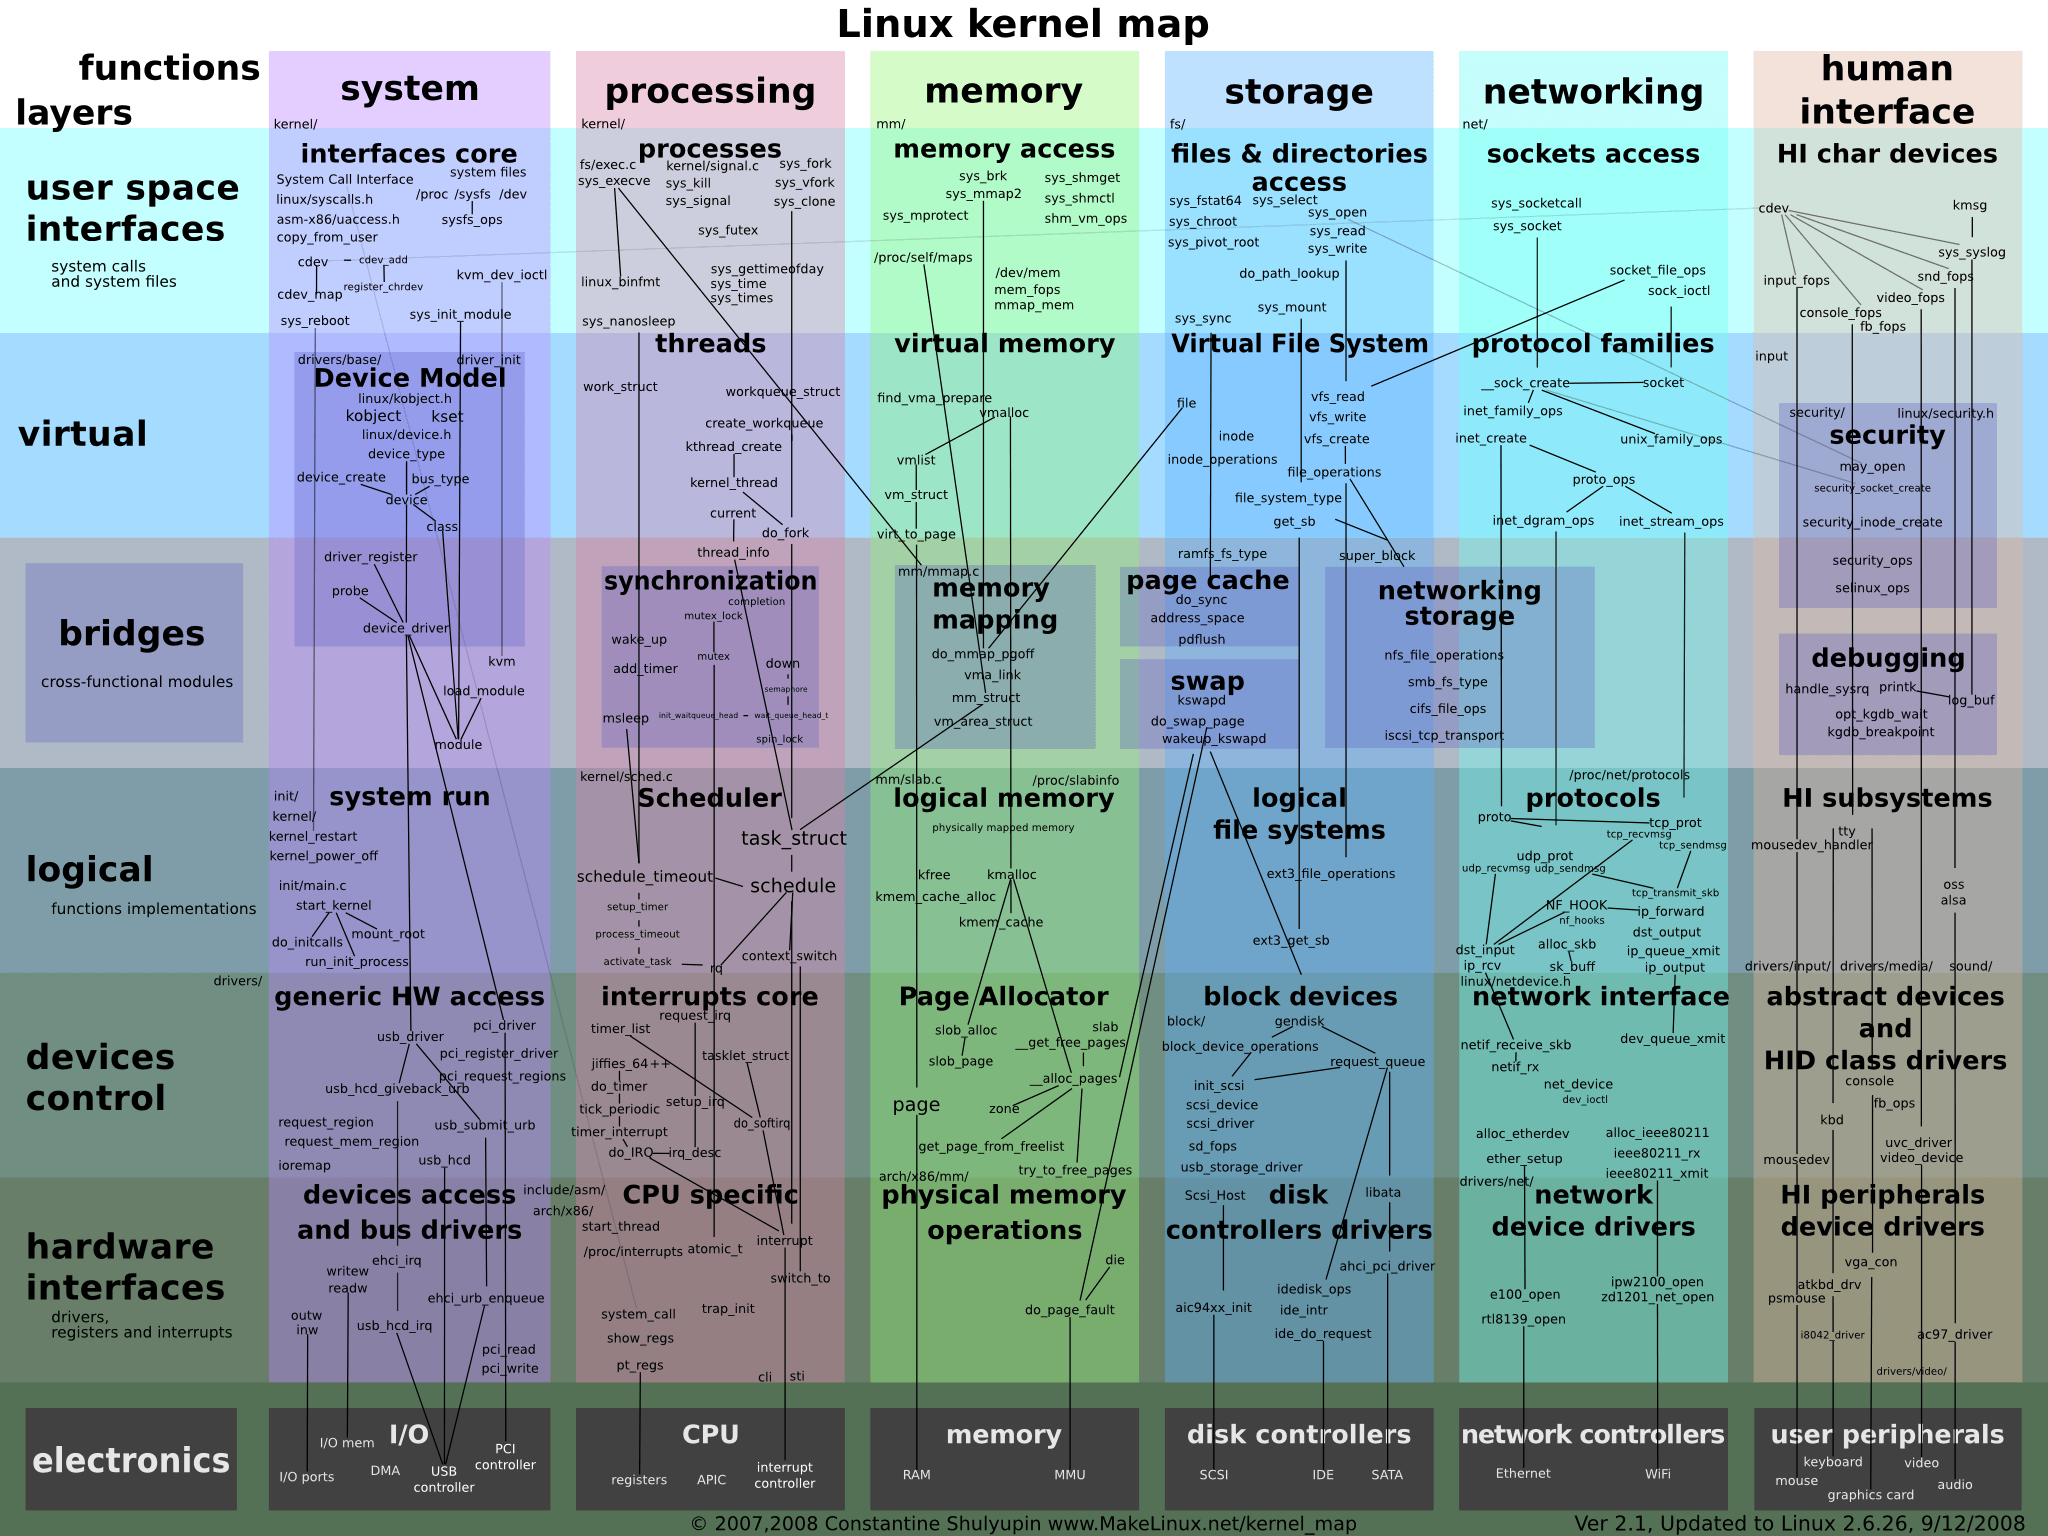 Linux kernel map
functions
layers
system
processing
memory
storage
networking
human
interface
kernel/
kernel/
mm/
fs/
net/
user space
interfaces
system calls
and system files
interfaces core
System Call Interface
system files
linux/syscalls.h
/proc /sysfs /dev
asm-x86/uaccess.h
sysfs_ops
copy_from_user
cdev
cdev_add
kvm_dev_ioctl
cdev_map
register_chrdev
sys_reboot
sys_init_module
processes
fs/exec.c
kernel/signal.c
sys_fork
sys_execve
sys_kill
sys_vfork
sys_signal
sys_clone
sys_futex
sys_gettimeofday
linux_binfmt
sys_time
sys_times
sys_nanosleep
memory access
sys_brk
sys_shmget
sys_mmap2
sys_shmctl
sys_mprotect
shm_vm_ops
/proc/self/maps
/dev/mem
mem_fops
mmap_mem
files & directories
access
sys_fstat64
sys_select
sys_chroot
sys_open
sys_read
sys_pivot_root
sys_write
do_path_lookup
sys_mount
sys_sync
sockets access
sys_socketcall
sys_socket
socket_file_ops
sock_ioctl
HI char devices
cdev
kmsg
sys_syslog
input_fops
snd_fops
video_fops
console_fops
fb_fops
virtual
drivers/base/
driver_init
Device Model
linux/kobject.h
kobject
kset
linux/device.h
device_type
device_create
bus_type
device
class
driver_register
probe
device_driver
kvm
load_module
module
threads
work_struct
workqueue_struct
create_workqueue
kthread_create
kernel_thread
current
do_fork
thread_info
virtual memory
find_vma_prepare
vmalloc
vmlist
vm_struct
virt_to_page
Virtual File System
file
vfs_read
vfs_write
inode
vfs_create
inode_operations
file_operations
file_system_type
get_sb
ramfs_fs_type
super_block
protocol families
__sock_create
socket
inet_family_ops
inet_create
unix_family_ops
proto_ops
inet_dgram_ops
inet_stream_ops
input
security/
linux/security.h
security
may_open
security_socket_create
security_inode_create
security_ops
selinux_ops
bridges
cross-functional modules
synchronization
completion
mutex_lock
wake_up
mutex
add_timer
down
semaphore
msleep
init_waitqueue_head
wait_queue_head_t
spin_lock
mm/mmap.c
memory
mapping
do_mmap_pgoff
vma_link
mm_struct
vm_area_struct
page cache
do_sync
address_space
pdflush
swap
kswapd
do_swap_page
wakeup_kswapd
networking
storage
nfs_file_operations
smb_fs_type
cifs_file_ops
iscsi_tcp_transport
debugging
handle_sysrq
printk
log_buf
opt_kgdb_wait
kgdb_breakpoint
logical
functions implementations
init/
system run
kernel/
kernel_restart
kernel_power_off
init/main.c
start_kernel
do_initcalls
mount_root
run_init_process
kernel/sched.c
Scheduler
task_struct
schedule_timeout
schedule
setup_timer
process_timeout
activate_task
rq
context_switch
mm/slab.c
/proc/slabinfo
logical memory
physically mapped memory
kfree
kmalloc
kmem_cache_alloc
kmem_cache
logical
file systems
ext3_file_operations
ext3_get_sb
/proc/net/protocols
protocols
proto
tcp_prot
tcp_recvmsg
tcp_sendmsg
udp_prot
udp_recvmsg
udp_sendmsg
tcp_transmit_skb
NF_HOOK
ip_forward
nf_hooks
dst_output
dst_input
alloc_skb
ip_queue_xmit
ip_rcv
sk_buff
ip_output
HI subsystems
tty
mousedev_handler
oss
alsa
drivers/input/
drivers/media/
sound/
drivers/
devices
control
generic HW access
usb_driver
pci_driver
pci_register_driver
pci_request_regions
usb_hcd_giveback_urb
request_region
usb_submit_urb
request_mem_region
ioremap
usb_hcd
interrupts core
request_irq
timer_list
jiffies_64++
tasklet_struct
do_timer
tick_periodic
setup_irq
timer_interrupt
do_softirq
do_IRQ
irq_desc
Page Allocator
slob_alloc
slab
__get_free_pages
slob_page
__alloc_pages
page
zone
get_page_from_freelist
try_to_free_pages
arch/x86/mm/
block devices
block/
gendisk
block_device_operations
request_queue
init_scsi
scsi_device
scsi_driver
sd_fops
usb_storage_driver
linux/netdevice.h
network interface
netif_receive_skb
dev_queue_xmit
netif_rx
net_device
dev_ioctl
alloc_etherdev
alloc_ieee80211
ether_setup
ieee80211_rx
ieee80211_xmit
drivers/net/
abstract devices
and
HID class drivers
console
fb_ops
kbd
uvc_driver
mousedev
video_device
hardware
interfaces
drivers,
registers and interrupts
devices access
and bus drivers
ehci_irq
writew
readw
ehci_urb_enqueue
outw
inw
usb_hcd_irq
pci_read
pci_write
include/asm/
arch/x86/
CPU specific
start_thread
/proc/interrupts
atomic_t
interrupt
switch_to
system_call
trap_init
show_regs
pt_regs
cli
sti
physical memory
operations
die
do_page_fault
Scsi_Host
libata
disk
controllers drivers
ahci_pci_driver
idedisk_ops
aic94xx_init
ide_intr
ide_do_request
network
device drivers
ipw2100_open
e100_open
zd1201_net_open
rtl8139_open
HI peripherals
device drivers
vga_con
atkbd_drv
psmouse
i8042_driver
ac97_driver
drivers/video/
electronics
I/O
I/O mem
PCI
controller
I/O ports
DMA
USB
controller
CPU
registers
APIC
interrupt
controller
memory
RAM
MMU
disk controllers
SCSI
IDE
SATA
network controllers
Ethernet
WiFi
user peripherals
keyboard
video
mouse
audio
graphics card
© 2007,2008 Constantine Shulyupin www.MakeLinux.net/kernel_map
Ver 2.1, Updated to Linux 2.6.26, 9/12/2008